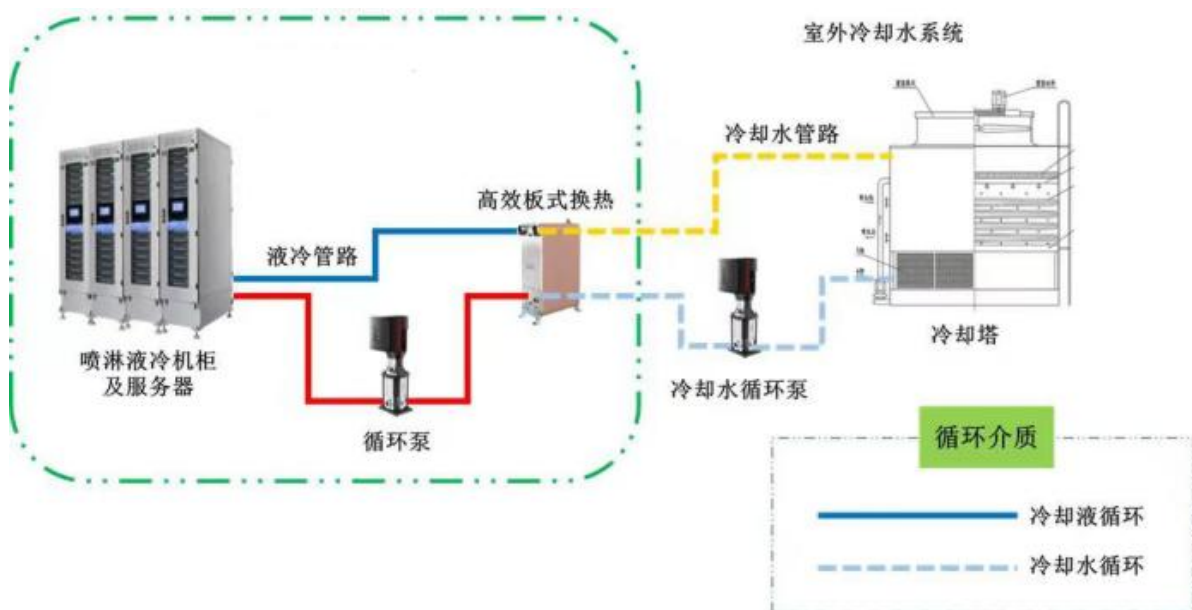 室外冷却水系统
冷却水管路
高效板式换热
液冷管路
喷淋液冷机柜
及服务器
循环泵
冷却水循环泵
冷却塔
循环介质
冷却液循环
冷却水循环